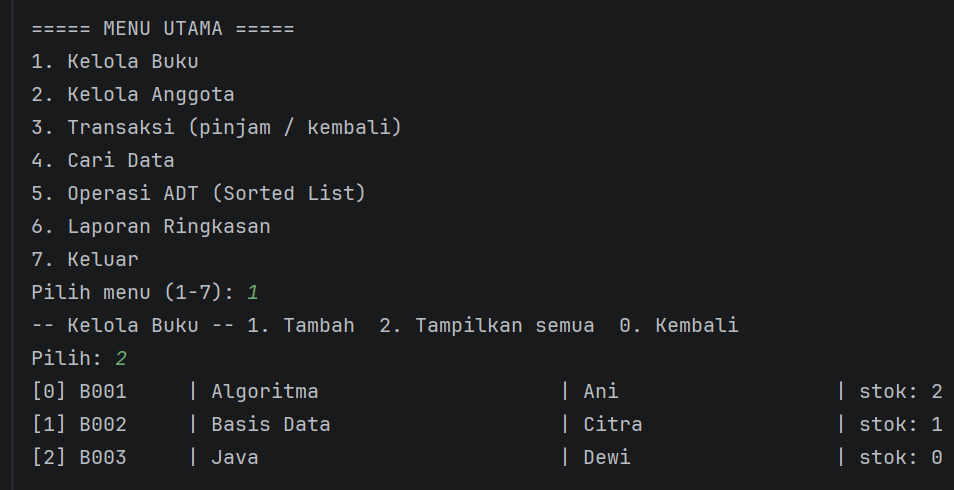 ===== MENU UTAMA =====
1. Kelola Buku
2. Kelola Anggota
3. Transaksi (pinjam / kembali)
4. Cari Data
5. Operasi ADT (Sorted List)
6. Laporan Ringkasan
7. Keluar
Pilih menu (1-7): 1
-- Kelola Buku -- 1. Tambah  2. Tampilkan semua  0. Kembali
Pilih: 2
[0] B001     | Algoritma                    | Ani                  | stok: 2
[1] B002     | Basis Data                   | Citra                | stok: 1
[2] B003     | Java                         | Dewi                 | stok: 0